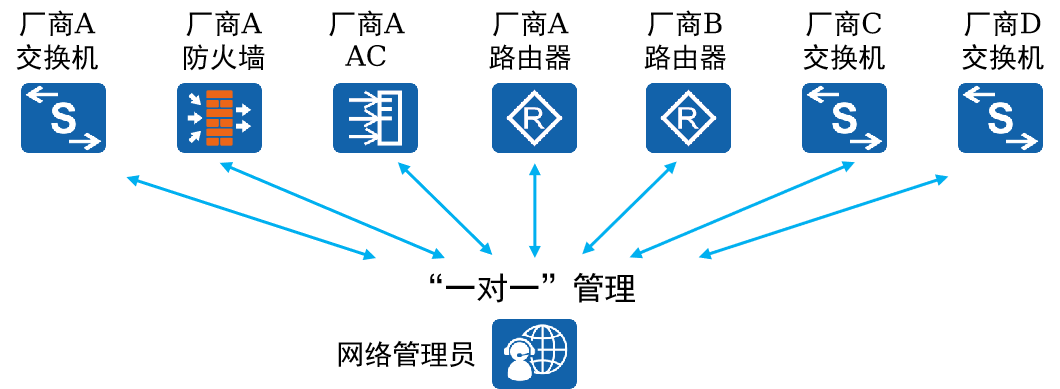 厂商A
交换机
厂商A
防火墙
厂商A
AC
厂商A
路由器
厂商B
路由器
厂商C
交换机
厂商D
交换机
S
R
R
S
S
“一对一”管理
网络管理员